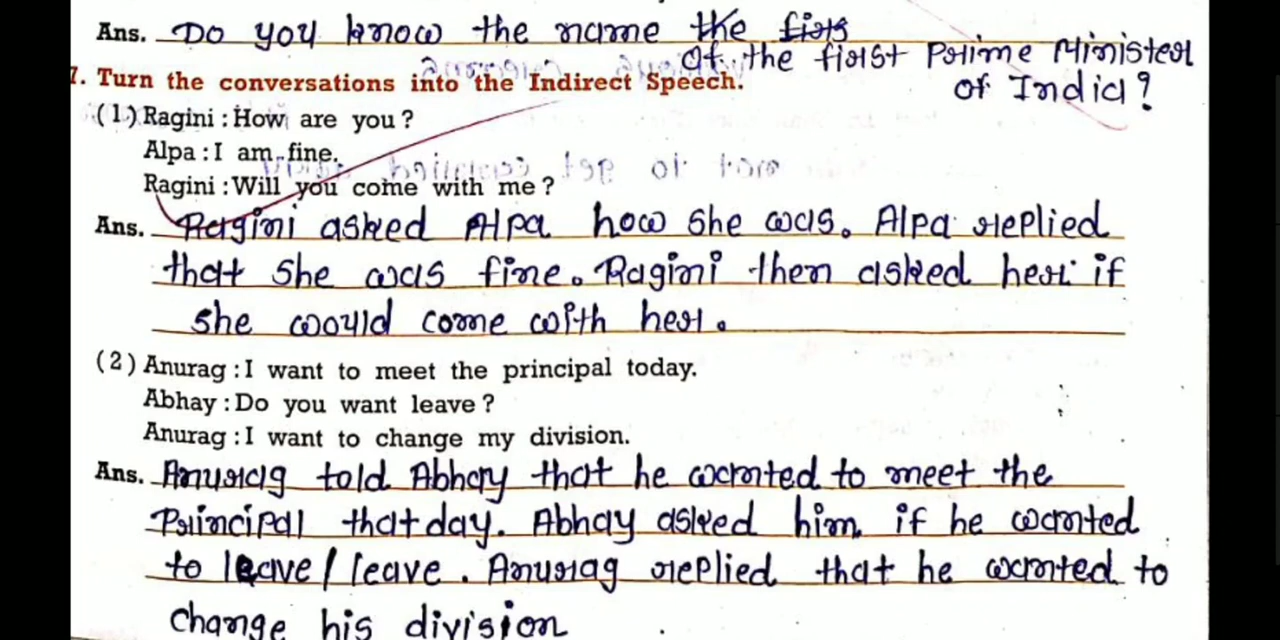 Ans. Do you know the name the firs
of the first Prime Minister
of India?
7. Turn the conversations into the Indirect Speech.
(1) Ragini : How are you ?
Alpa : I am fine.
Ragini : Will you come with me ?
Ans. Ragini asked Alpa how she was. Alpa replied
that she was fine. Ragini then asked her if
she would come with her.
(2) Anurag : I want to meet the principal today.
Abhay : Do you want leave ?
Anurag : I want to change my division.
Ans. Anurag told Abhay that he wanted to meet the
Principal that day. Abhay asked him if he wanted
to leave / leave. Anurag replied that he wanted to
change his division